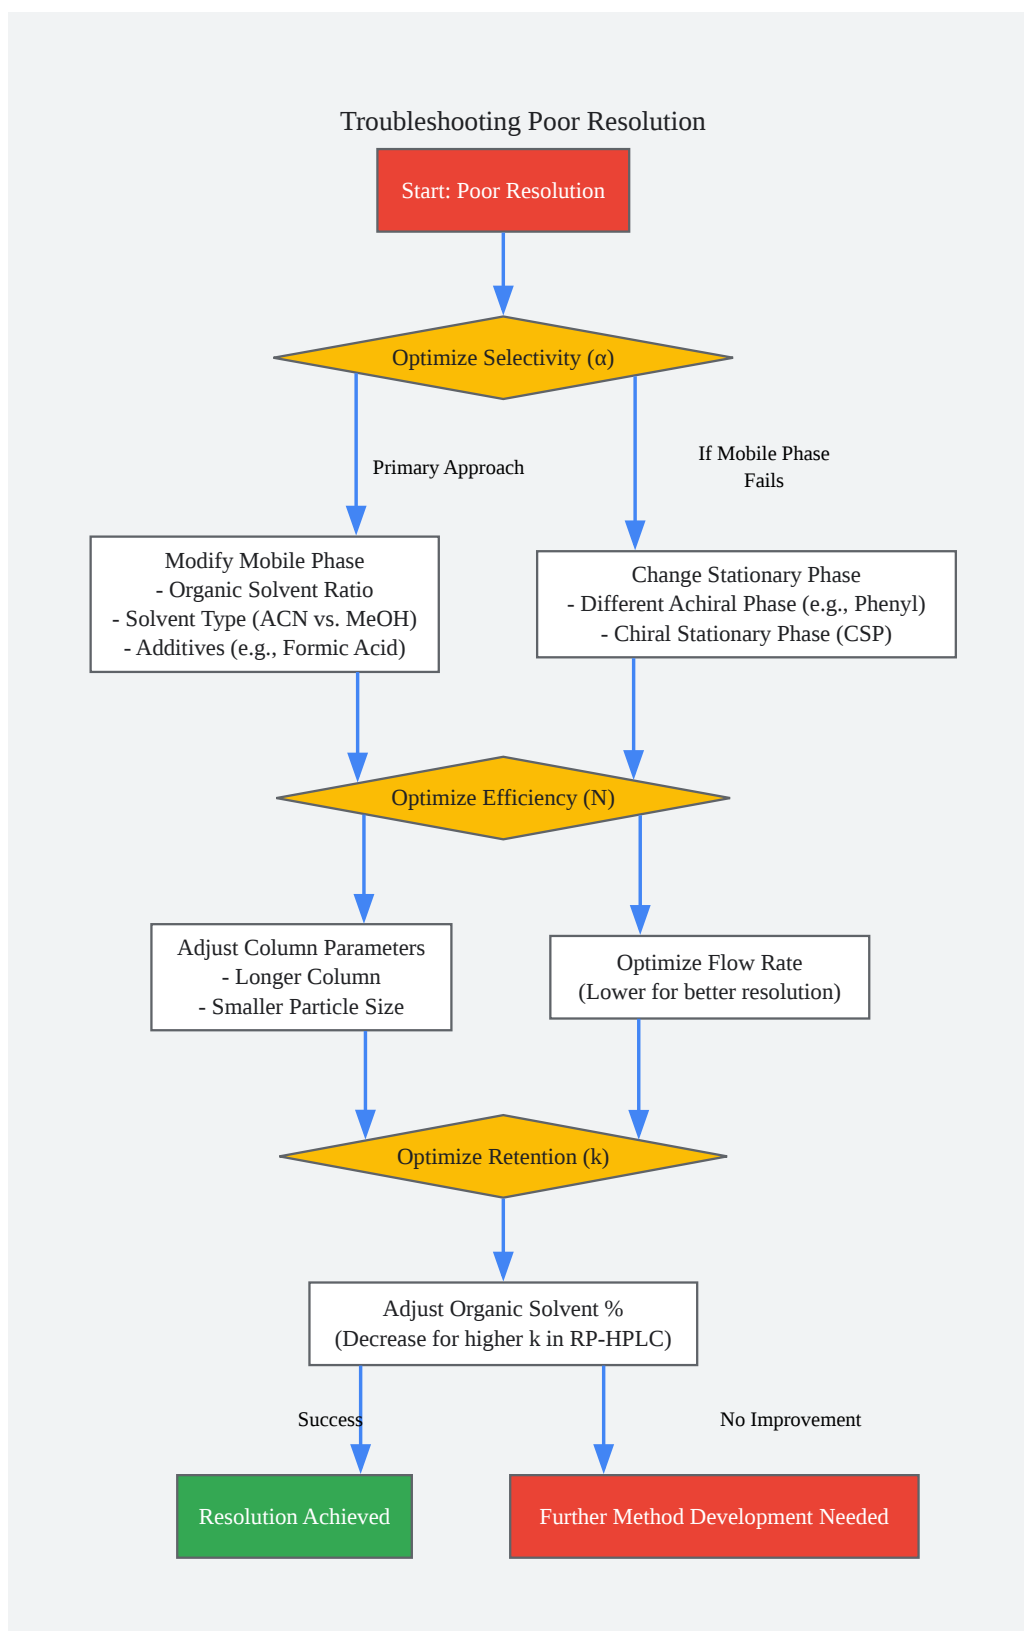 Troubleshooting Poor Resolution
Start: Poor Resolution
Optimize Selectivity (α)
Primary Approach
If Mobile Phase
Fails
Modify Mobile Phase
- Organic Solvent Ratio
- Solvent Type (ACN vs. MeOH)
- Additives (e.g., Formic Acid)
Change Stationary Phase
- Different Achiral Phase (e.g., Phenyl)
- Chiral Stationary Phase (CSP)
Optimize Efficiency (N)
Adjust Column Parameters
- Longer Column
- Smaller Particle Size
Optimize Flow Rate
(Lower for better resolution)
Optimize Retention (k)
Adjust Organic Solvent %
(Decrease for higher k in RP-HPLC)
Success
No Improvement
Resolution Achieved
Further Method Development Needed